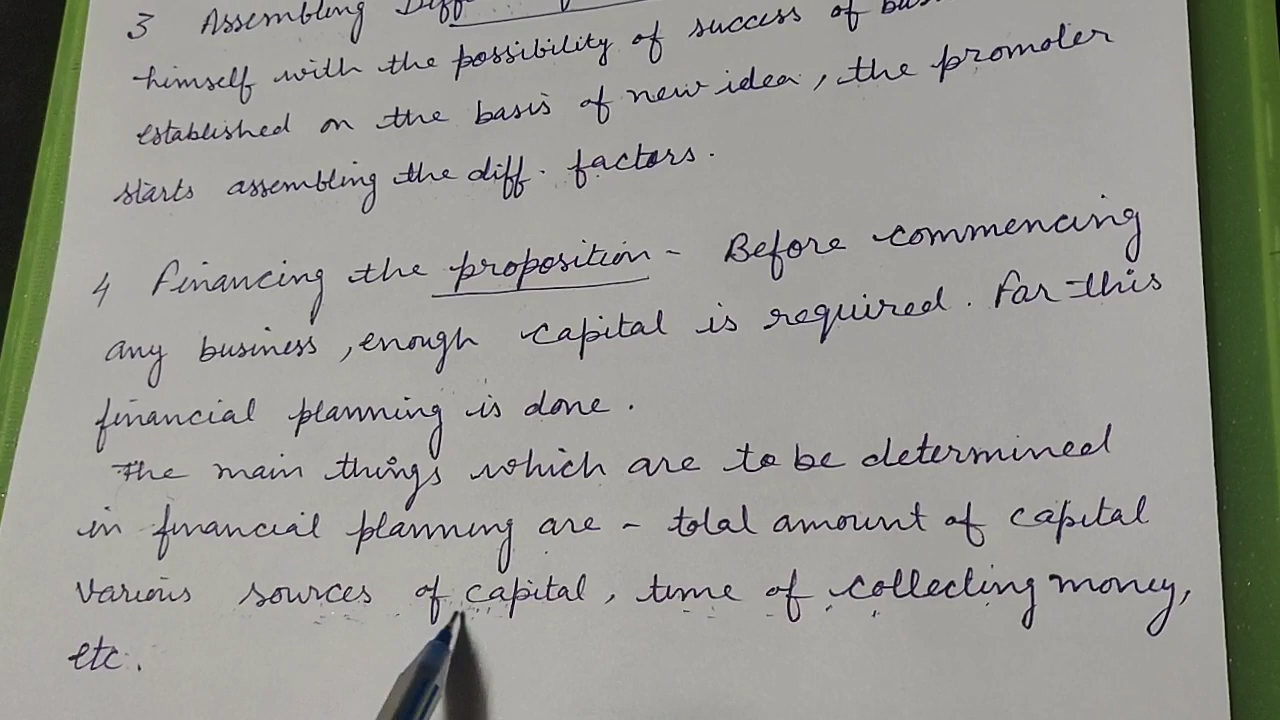 3 Assembling
himself with the possibility of success of
established on the basis of new idea, the promoter
starts assembling the diff. factors.
4 Financing the proposition - Before commencing
any business, enough capital is required. For this
financial planning is done.
The main things which are to be determined
in financial planning are - total amount of capital
various sources of capital, time of collecting money,
etc.